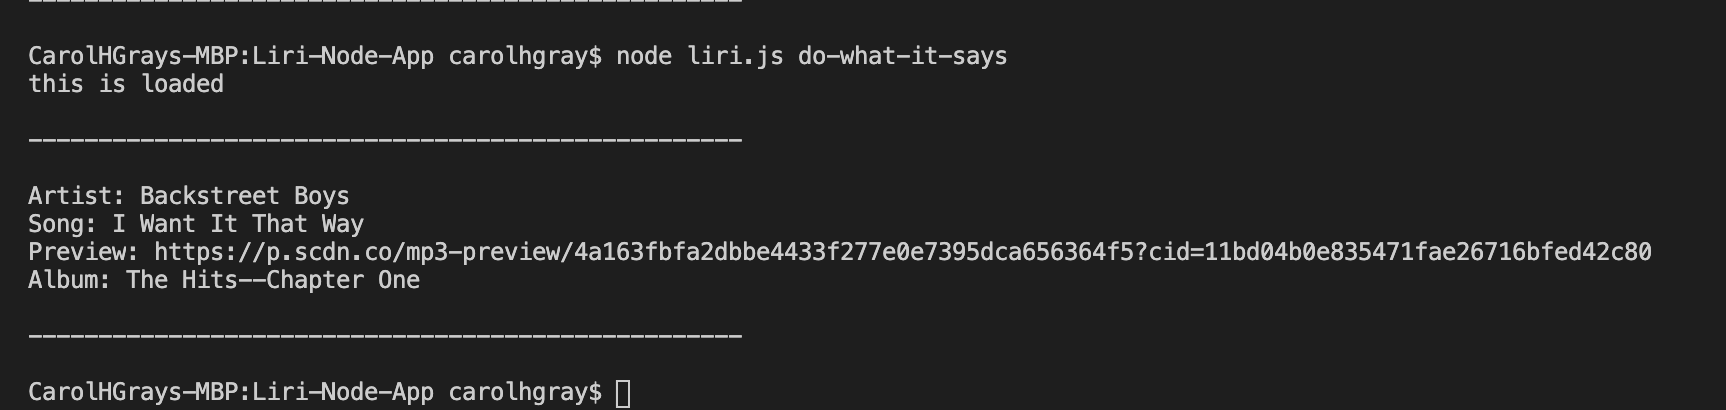 ---------------------------------------------------
CarolHGrays-MBP:Liri-Node-App carolhgray$ node liri.js do-what-it-says
this is loaded
---------------------------------------------------
Artist: Backstreet Boys
Song: I Want It That Way
Preview: https://p.scdn.co/mp3-preview/4a163fbfa2dbbe4433f277e0e7395dca656364f5?cid=11bd04b0e835471fae26716bfed42c80
Album: The Hits--Chapter One
---------------------------------------------------
CarolHGrays-MBP:Liri-Node-App carolhgray$